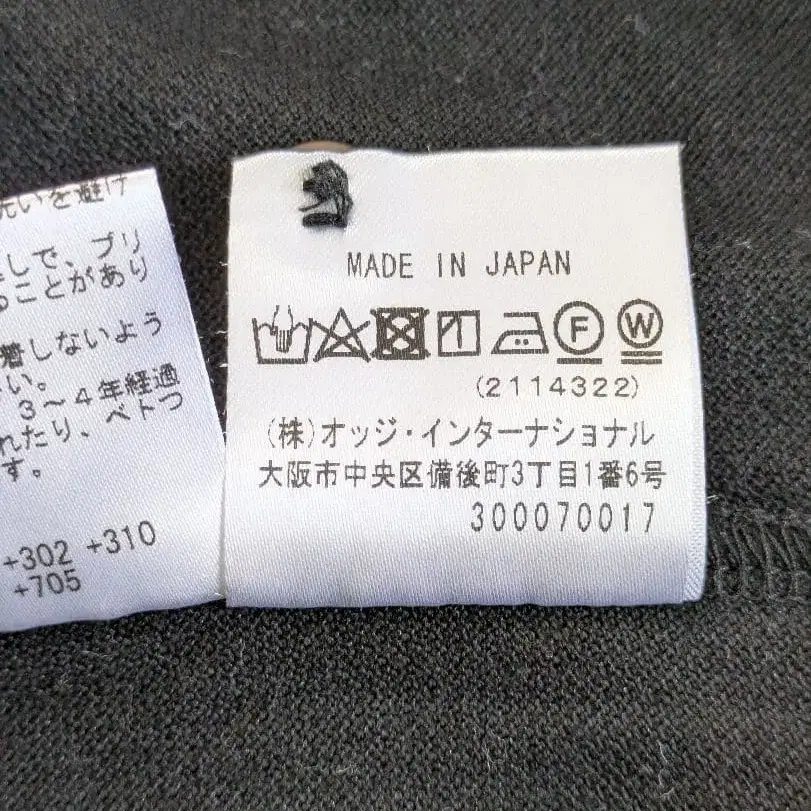 洗いを避け
しで、プリ
ることがあり
着しないよう
い。
3〜4年経過
れたり、ベトつ
す。
+302 +310
+705
MADE IN JAPAN
F W
(2114322)
(株)オッジ・インターナショナル
大阪市中央区備後町3丁目1番6号
300070017